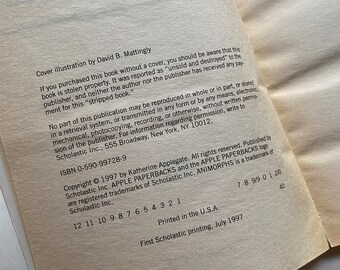 Cover illustration by David B. Mattingly
If you purchased this book without a cover, you should be aware that this
book is stolen property. It was reported as "unsold and destroyed" to the
publisher, and neither the author nor the publisher has received any pay-
ment for this "stripped book."
No part of this publication may be reproduced in whole or in part, or stored
in a retrieval system, or transmitted in any form or by any means, electronic,
mechanical, photocopying, recording, or otherwise, without written permis-
sion of the publisher. For information regarding permission, write to
Scholastic Inc., 555 Broadway, New York, NY 10012.
ISBN 0-590-99728-9
Copyright © 1997 by Katherine Applegate. All rights reserved. Published by
Scholastic Inc. APPLE PAPERBACKS and the APPLE PAPERBACKS logo
are registered trademarks of Scholastic Inc. ANIMORPHS is a trademark of
Scholastic Inc.
12 11 10 9 8 7 6 5 4 3 2 1 7 8 9 0 1 20
Printed in the U.S.A. 40
First Scholastic printing, July 1997